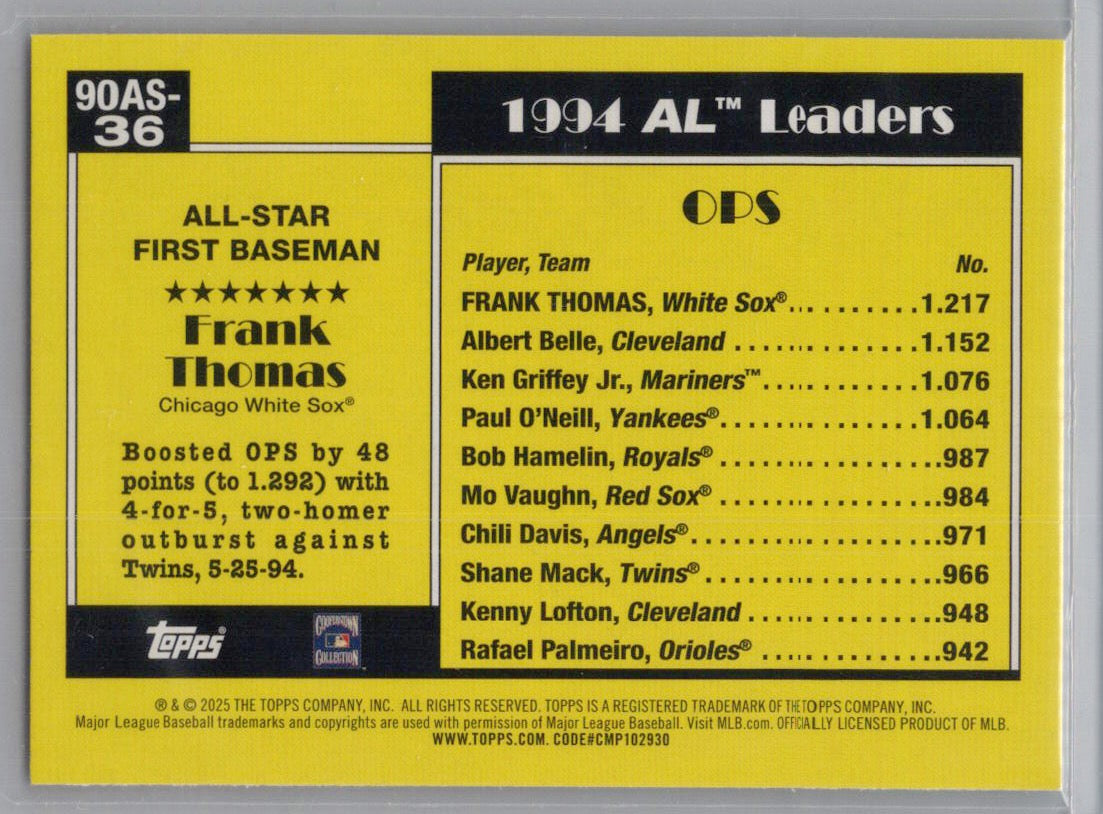 90AS-
36
ALL-STAR
FIRST BASEMAN
★★★★★★★
Frank
Thomas
Chicago White Sox®
Boosted OPS by 48
points (to 1.292) with
4-for-5, two-homer
outburst against
Twins, 5-25-94.
TOPPS®
COOPERSTOWN
COLLECTION™
1994 AL™ Leaders
OPS
Player, Team No.
FRANK THOMAS, White Sox®..........1.217
Albert Belle, Cleveland ............1.152
Ken Griffey Jr., Mariners™...........1.076
Paul O'Neill, Yankees®.............1.064
Bob Hamelin, Royals®..............987
Mo Vaughn, Red Sox®..............984
Chili Davis, Angels®................971
Shane Mack, Twins®...............966
Kenny Lofton, Cleveland ............948
Rafael Palmeiro, Orioles® ...........942
® & © 2025 THE TOPPS COMPANY, INC. ALL RIGHTS RESERVED. TOPPS IS A REGISTERED TRADEMARK OF THE TOPPS COMPANY, INC.
Major League Baseball trademarks and copyrights are used with permission of Major League Baseball. Visit MLB.com. OFFICIALLY LICENSED PRODUCT OF MLB.
WWW.TOPPS.COM. CODE#CMP102930